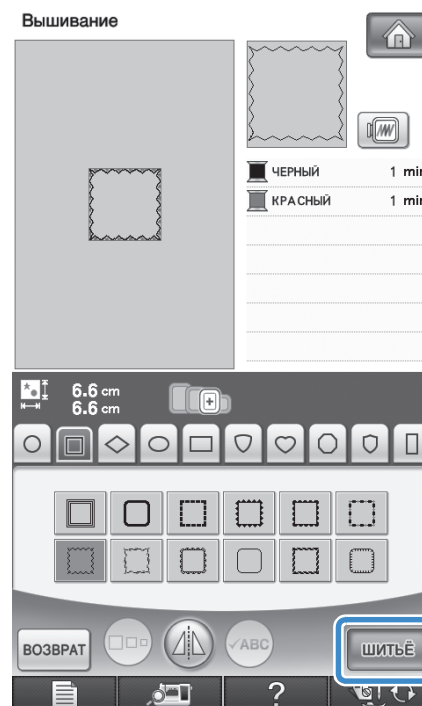 Вышивание
ЧЕРНЫЙ 1 min
КРАСНЫЙ 1 min
6.6 cm
6.6 cm
ВОЗВРАТ
ABC
ШИТЬЁ
?